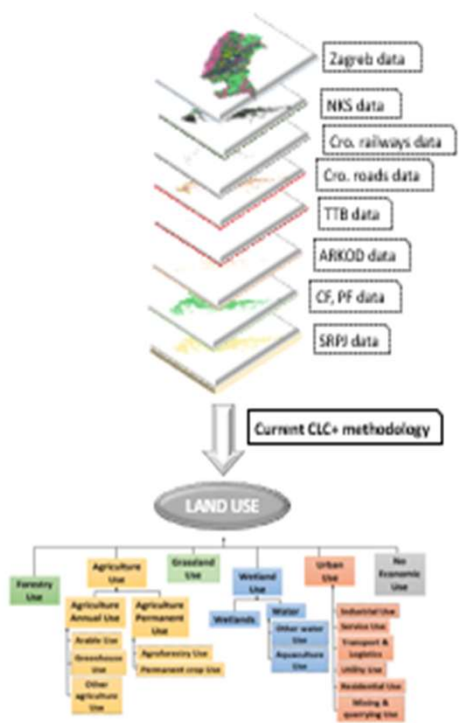 Zagreb data
NKS data
Cro. railways data
Cro. roads data
TTB data
ARKOD data
CF, PF data
SRPJ data
Current CLC+ methodology
LAND USE
Forestry
Use
Agriculture
Use
Agriculture
Annual Use
Arable Use
Greenhouse
Use
Other
agriculture
Use
Agriculture
Permanent
Use
Agroforestry Use
Permanent crop Use
Grassland
Use
Wetland
Use
Wetlands
Water
Other water
Use
Aquaculture
Use
Urban
Use
Industrial Use
Service Use
Transport &
Logistics
Utility Use
Residential Use
Mining &
quarrying Use
No
Economic
Use